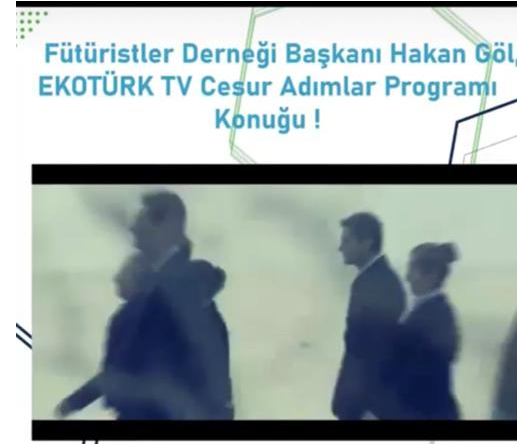 Fütüristler Derneği Başkanı Hakan Göl,
EKOTÜRK TV Cesur Adımlar Programı
Konuğu !